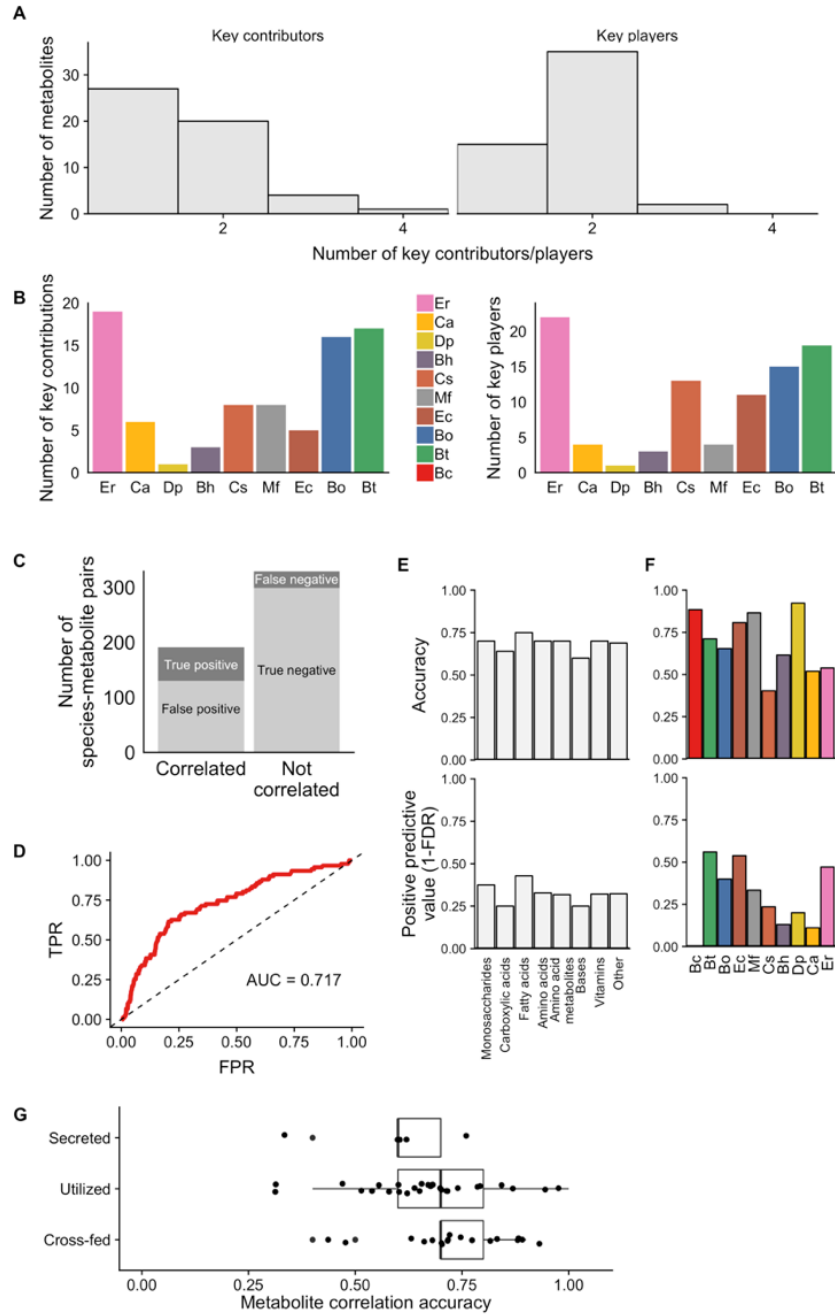 A
Key contributors
Key players
Number of metabolites
30
20
10
0
2
4
2
4
Number of key contributors/players
B
Number of key contributions
20
15
10
5
0
Er Ca Dp Bh Cs Mf Ec Bo Bt
Er
Ca
Dp
Bh
Cs
Mf
Ec
Bo
Bt
Bc
Number of key players
20
15
10
5
0
Er Ca Dp Bh Cs Mf Ec Bo Bt
C
Number of
species-metabolite pairs
300
200
100
0
True positive
False positive
False negative
True negative
Correlated
Not
correlated
D
TPR
1.00
0.75
0.50
0.25
0.00
AUC = 0.717
0.00 0.25 0.50 0.75 1.00
FPR
E
Accuracy
1.00
0.75
0.50
0.25
0.00
Positive predictive
value (1-FDR)
1.00
0.75
0.50
0.25
0.00
Monosaccharides
Carboxylic acids
Fatty acids
Amino acids
Amino acid
metabolites
Bases
Vitamins
Other
F
1.00
0.75
0.50
0.25
0.00
1.00
0.75
0.50
0.25
0.00
Bc
Bt
Bo
Ec
Mf
Cs
Bh
Dp
Ca
Er
G
Secreted
Utilized
Cross-fed
0.00 0.25 0.50 0.75 1.00
Metabolite correlation accuracy